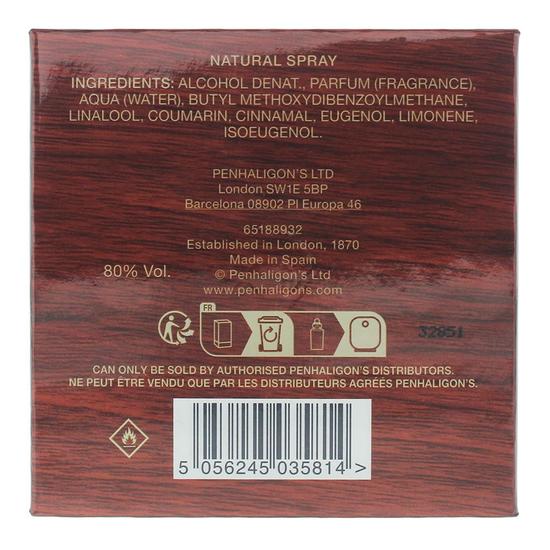 NATURAL SPRAY
INGREDIENTS: ALCOHOL DENAT., PARFUM (FRAGRANCE),
AQUA (WATER), BUTYL METHOXYDIBENZOYLMETHANE,
LINALOOL, COUMARIN, CINNAMAL, EUGENOL, LIMONENE,
ISOEUGENOL.
PENHALIGON'S LTD
London SW1E 5BP
Barcelona 08902 Pl Europa 46
65188932
Established in London, 1870
Made in Spain
80% Vol.
© Penhaligon's Ltd
www.penhaligons.com
FR
32851
CAN ONLY BE SOLD BY AUTHORISED PENHALIGON'S DISTRIBUTORS.
NE PEUT ÊTRE VENDU QUE PAR LES DISTRIBUTEURS AGRÉÉS PENHALIGON'S.
5 056245 035814 >